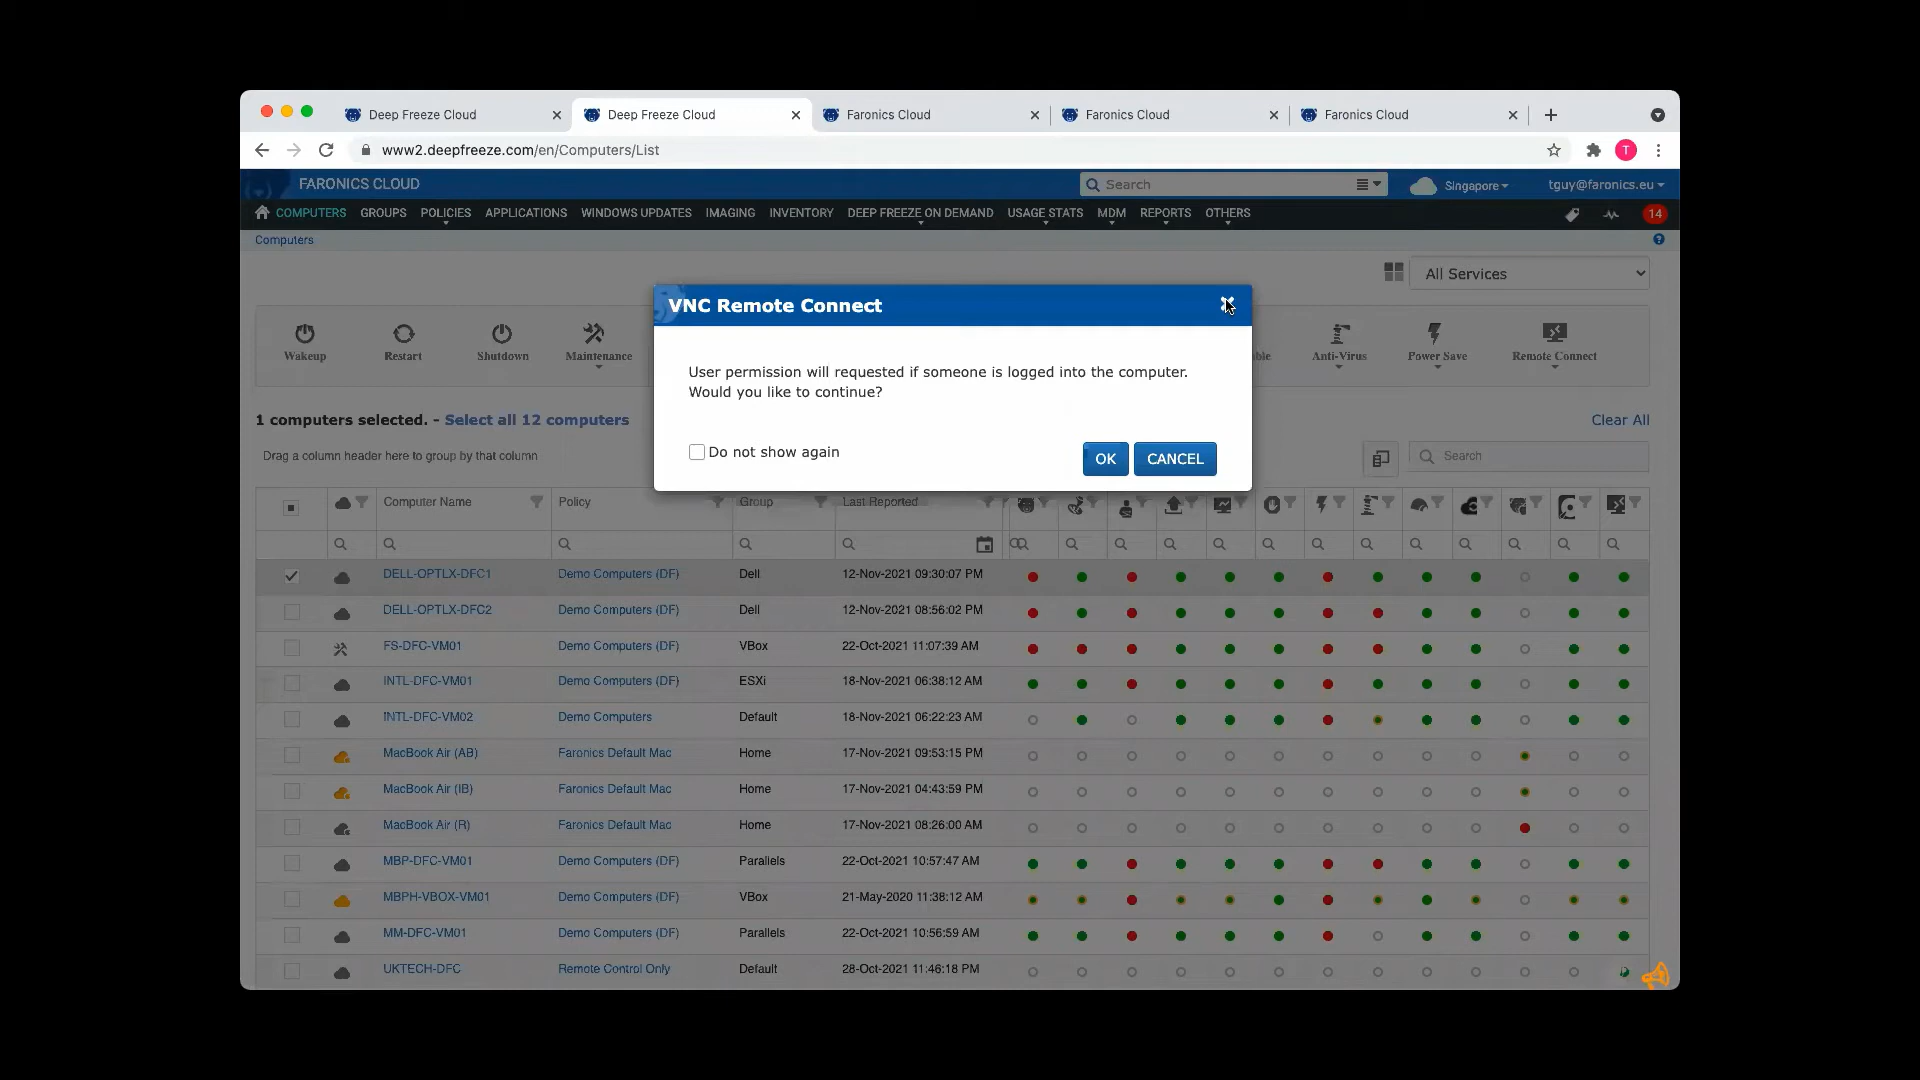 Deep Freeze Cloud
Deep Freeze Cloud
Faronics Cloud
Faronics Cloud
Faronics Cloud
www2.deepfreeze.com/en/Computers/List
T
FARONICS CLOUD
Search
Singapore
tguy@faronics.eu
COMPUTERS GROUPS POLICIES APPLICATIONS WINDOWS UPDATES IMAGING INVENTORY DEEP FREEZE ON DEMAND USAGE STATS MDM REPORTS OTHERS
14
Computers
All Services
VNC Remote Connect
User permission will requested if someone is logged into the computer.
Would you like to continue?
Do not show again
OK
CANCEL
Wakeup
Restart
Shutdown
Maintenance
Anti-Virus
Power Save
Remote Connect
1 computers selected. - Select all 12 computers
Clear All
Drag a column header here to group by that column
Search
Computer Name Policy Group Last Reported
DELL-OPTLX-DFC1 Demo Computers (DF) Dell 12-Nov-2021 09:30:07 PM
DELL-OPTLX-DFC2 Demo Computers (DF) Dell 12-Nov-2021 08:56:02 PM
FS-DFC-VM01 Demo Computers (DF) VBox 22-Oct-2021 11:07:39 AM
INTL-DFC-VM01 Demo Computers (DF) ESXi 18-Nov-2021 06:38:12 AM
INTL-DFC-VM02 Demo Computers Default 18-Nov-2021 06:22:23 AM
MacBook Air (AB) Faronics Default Mac Home 17-Nov-2021 09:53:15 PM
MacBook Air (IB) Faronics Default Mac Home 17-Nov-2021 04:43:59 PM
MacBook Air (R) Faronics Default Mac Home 17-Nov-2021 08:26:00 AM
MBP-DFC-VM01 Demo Computers (DF) Parallels 22-Oct-2021 10:57:47 AM
MBPH-VBOX-VM01 Demo Computers (DF) VBox 21-May-2020 11:38:12 AM
MM-DFC-VM01 Demo Computers (DF) Parallels 22-Oct-2021 10:56:59 AM
UKTECH-DFC Remote Control Only Default 28-Oct-2021 11:46:18 PM